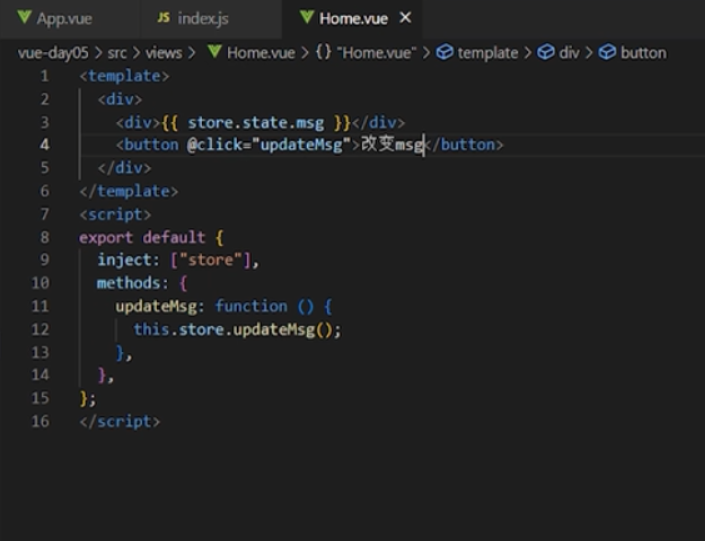 App.vue
JS index.js
Home.vue ×
vue-day05 > src > views > Home.vue > {} "Home.vue" > template > div > button
1 <template>
2 <div>
3 <div>{{ store.state.msg }}</div>
4 <button @click="updateMsg">改变msg</button>
5 </div>
6 </template>
7 <script>
8 export default {
9 inject: ["store"],
10 methods: {
11 updateMsg: function () {
12 this.store.updateMsg();
13 },
14 },
15 };
16 </script>